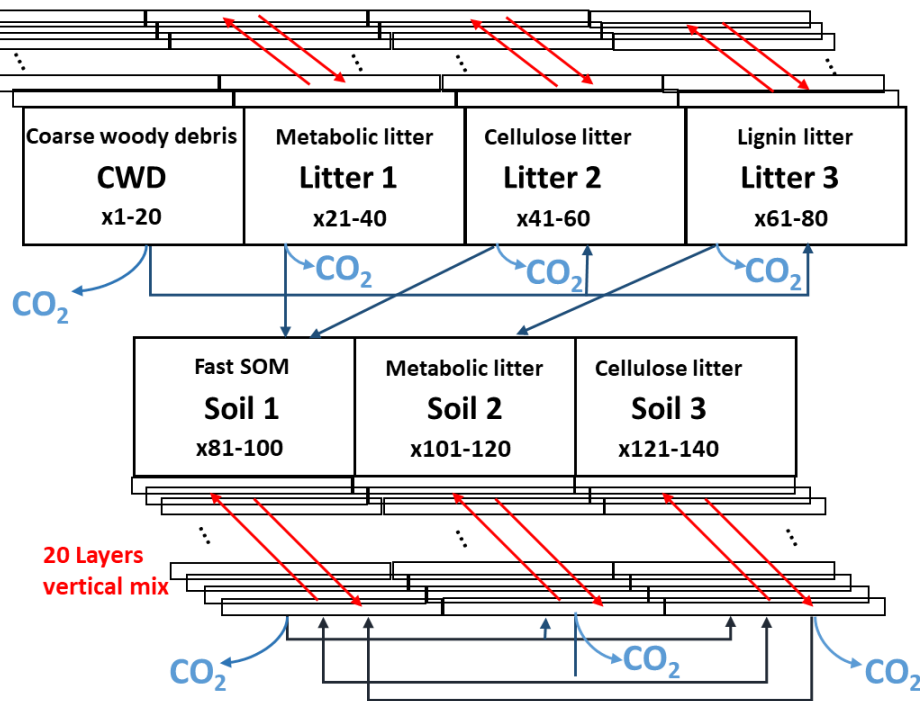 Coarse woody debris
CWD
x1-20
Metabolic litter
Litter 1
x21-40
Cellulose litter
Litter 2
x41-60
Lignin litter
Litter 3
x61-80
CO2
CO2
CO2
CO2
Fast SOM
Soil 1
x81-100
Metabolic litter
Soil 2
x101-120
Cellulose litter
Soil 3
x121-140
20 Layers
vertical mix
CO2
CO2
CO2